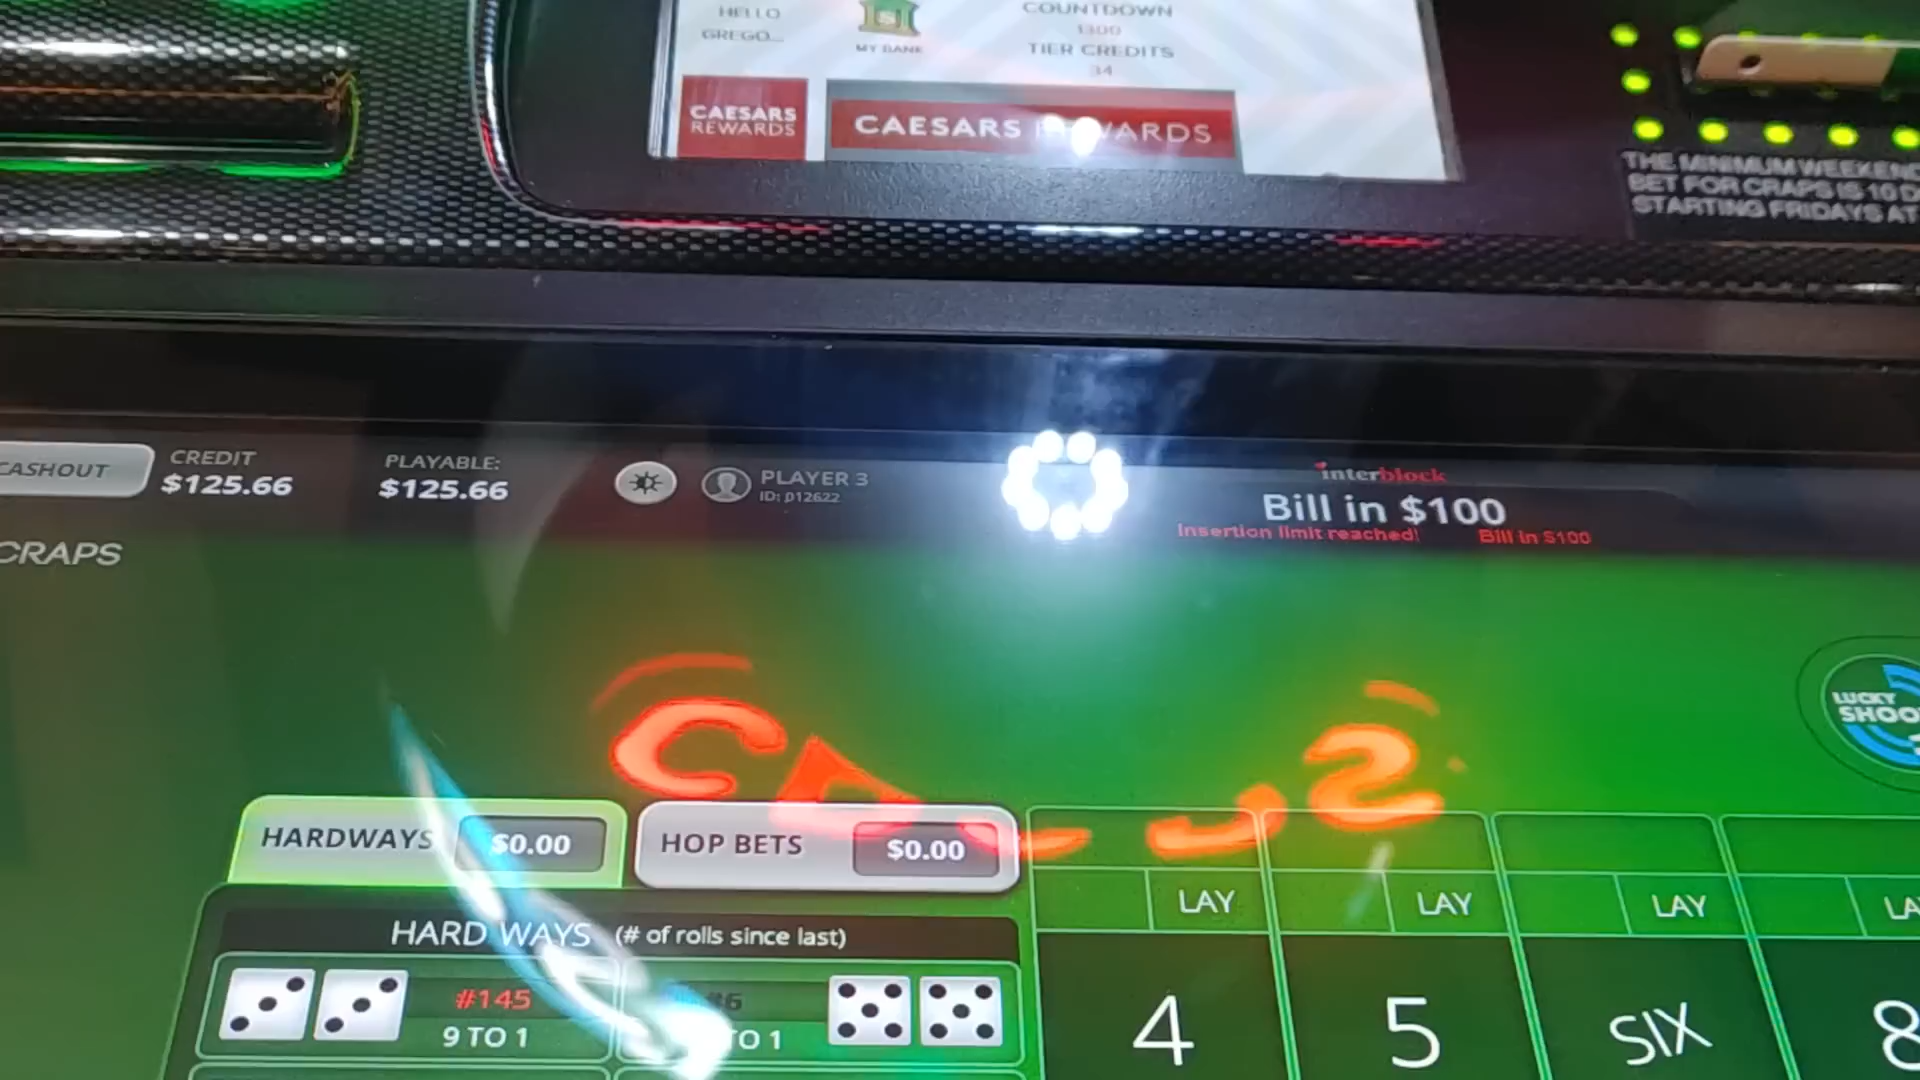 HELLO
GREGO...
MY BANK
COUNTDOWN
1300
TIER CREDITS
34
CAESARS
REWARDS
CAESARS REWARDS
THE MINIMUM WEEKEND
BET FOR CRAPS IS 10 D
STARTING FRIDAYS AT
CASHOUT
CREDIT
$125.66
PLAYABLE:
$125.66
PLAYER 3
ID: p12622
interblock
Bill in $100
Insertion limit reached!
Bill in $100
CRAPS
LUCKY
SHOO
HARDWAYS
$0.00
HOP BETS
$0.00
HARD WAYS (# of rolls since last)
#145
9 TO 1
TO 1
LAY
LAY
LAY
LA
4
5
SIX
8